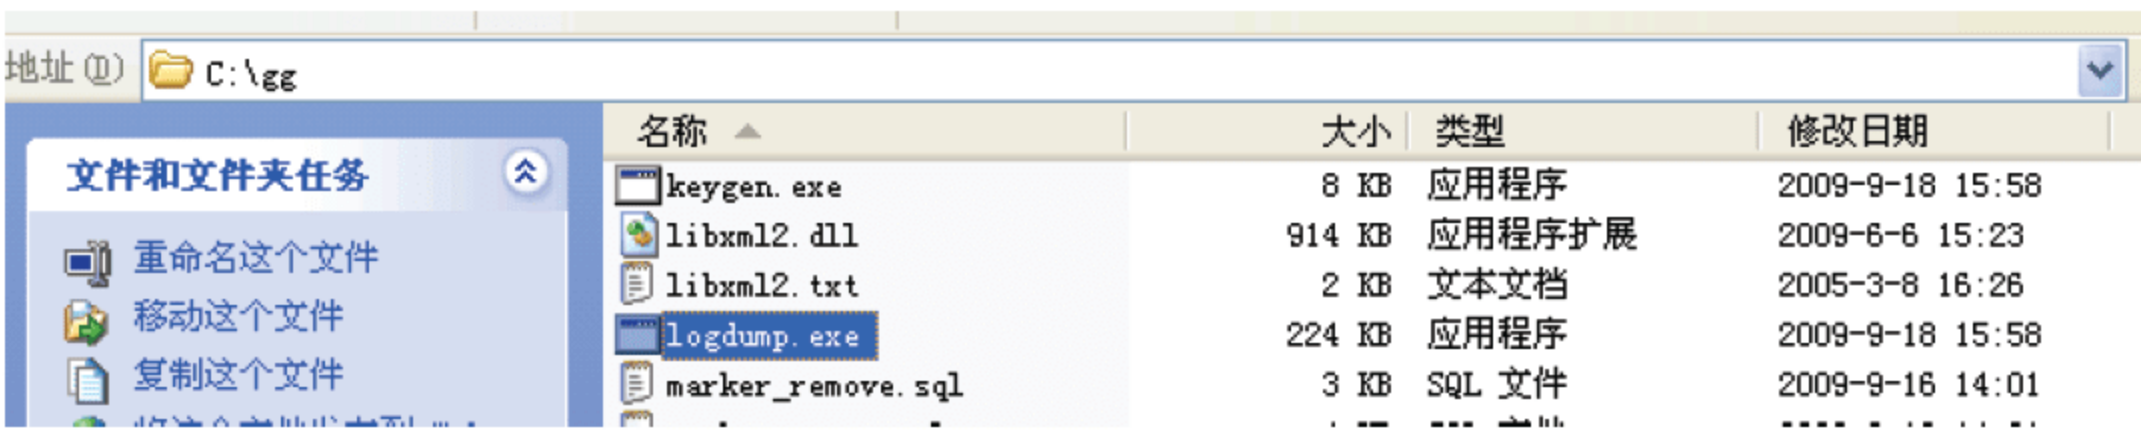 地址(D) C:\gg
名称 大小 类型 修改日期
文件和文件夹任务
重命名这个文件
移动这个文件
复制这个文件
keygen.exe 8 KB 应用程序 2009-9-18 15:58
libxml2.dll 914 KB 应用程序扩展 2009-6-6 15:23
libxml2.txt 2 KB 文本文档 2005-3-8 16:26
logdump.exe 224 KB 应用程序 2009-9-18 15:58
marker_remove.sql 3 KB SQL 文件 2009-9-16 14:01